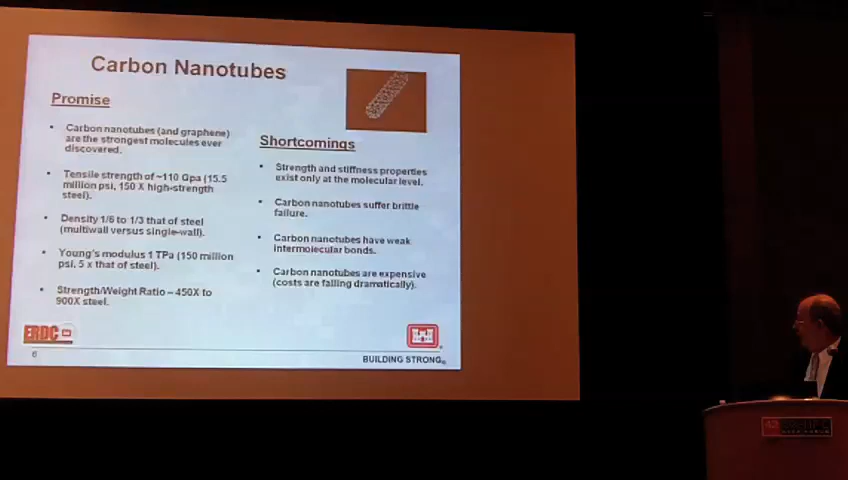 Carbon Nanotubes
Promise
• Carbon nanotubes (and graphene)
are the strongest molecules ever
discovered.
• Tensile strength of ~110 Gpa (15.5
million psi, 150 X high-strength
steel).
• Density 1/6 to 1/3 that of steel
(multiwall versus single-wall).
• Young's modulus 1 TPa (150 million
psi, 5 x that of steel).
• Strength/Weight Ratio – 450X to
900X steel.
Shortcomings
• Strength and stiffness properties
exist only at the molecular level.
• Carbon nanotubes suffer brittle
failure.
• Carbon nanotubes have weak
intermolecular bonds.
• Carbon nanotubes are expensive
(costs are falling dramatically).
ERDC
6
BUILDING STRONG®